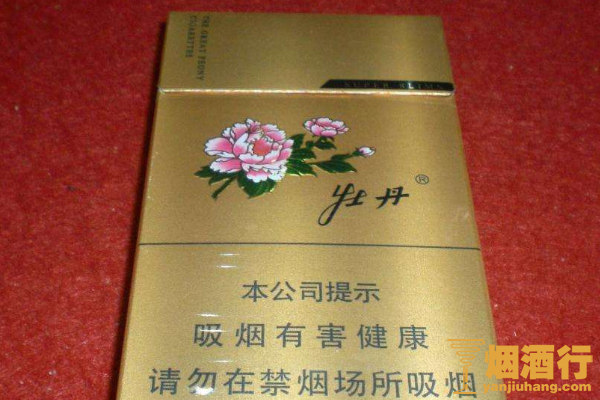 THE GREAT PEONY
CIGARETTES
牡丹®
本公司提示
吸烟有害健康
请勿在禁烟场所吸烟
烟酒行
yanjiuhang.com